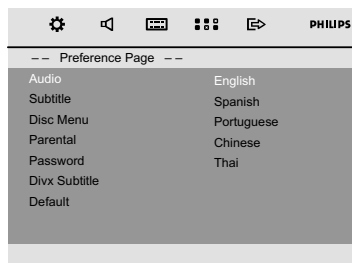 PHILIPS
-- Preference Page --
Audio English
Subtitle Spanish
Disc Menu Portuguese
Parental Chinese
Password Thai
Divx Subtitle
Default